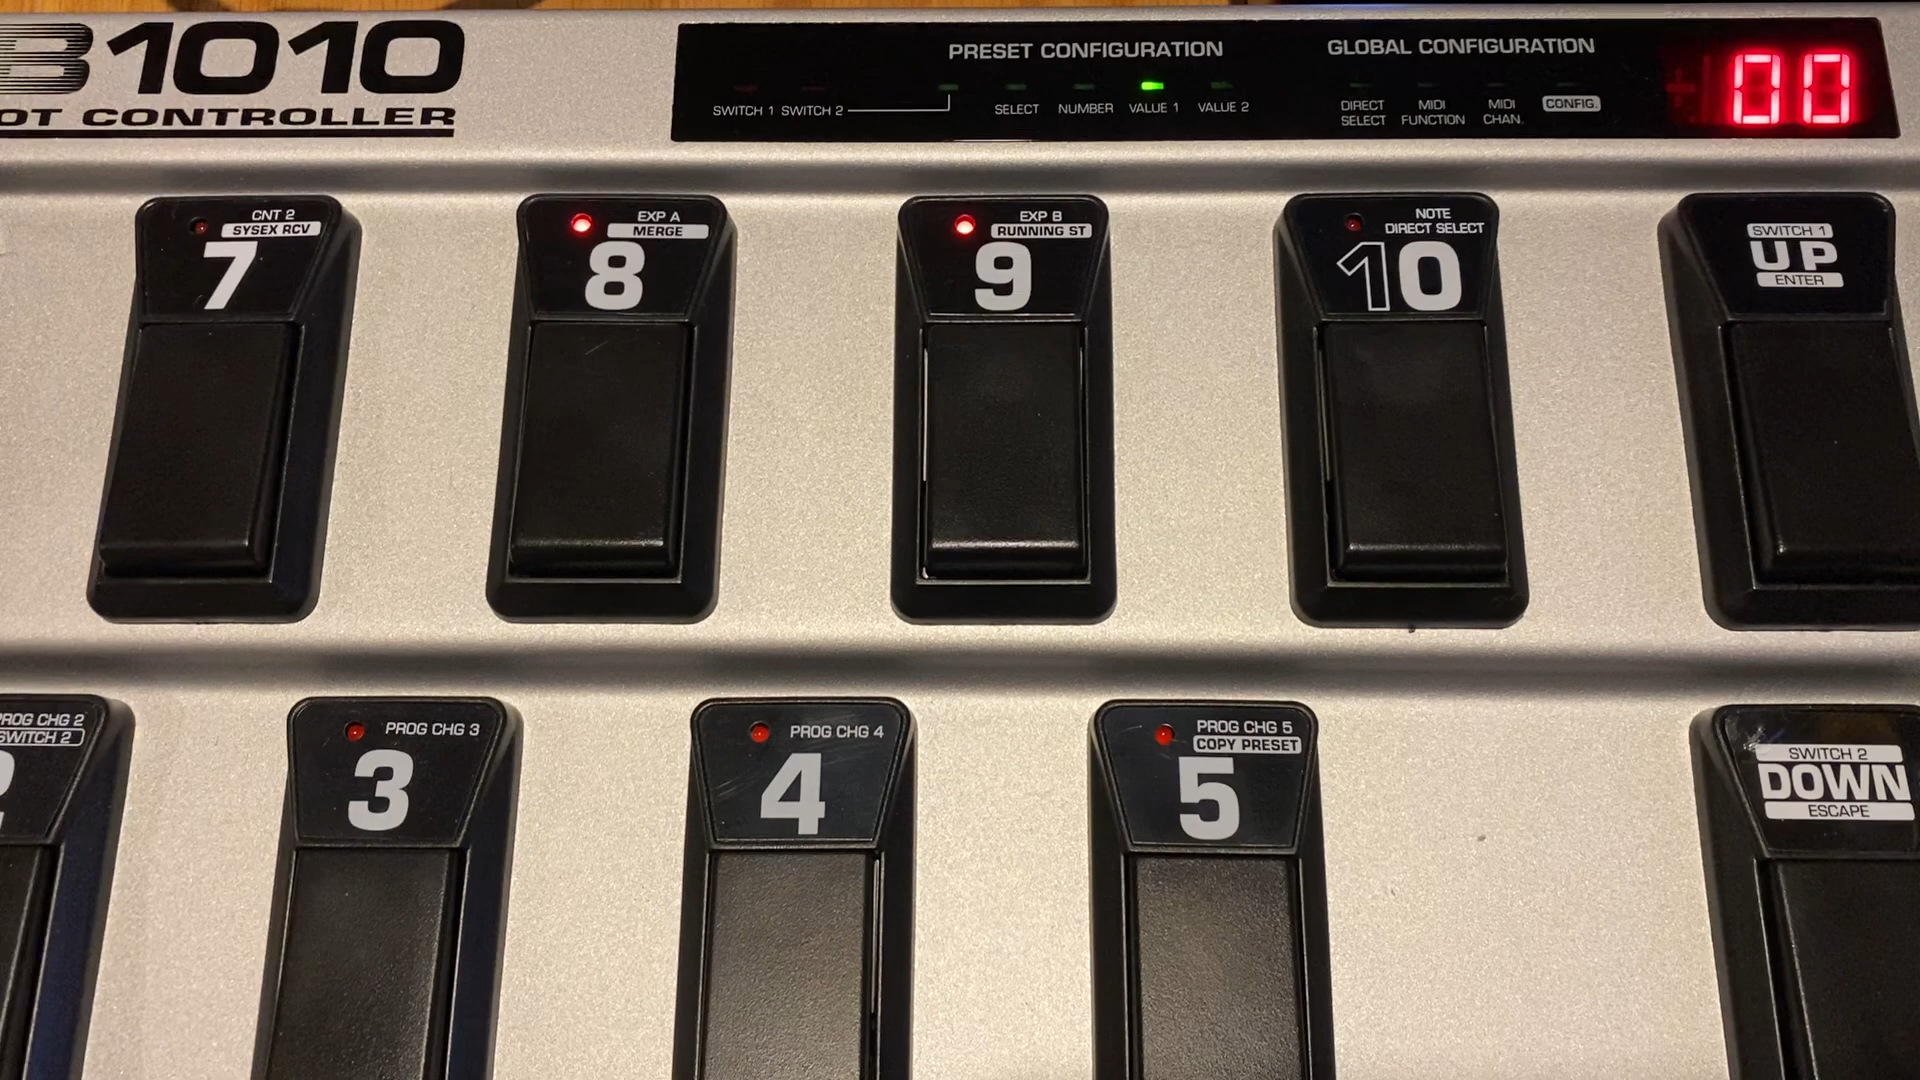 B1010
OT CONTROLLER
PRESET CONFIGURATION
SWITCH 1 SWITCH 2 SELECT NUMBER VALUE 1 VALUE 2
GLOBAL CONFIGURATION
DIRECT SELECT
MIDI FUNCTION
MIDI CHAN.
CONFIG.
00
CNT 2
SYSEX RCV
7
EXP A
MERGE
8
EXP B
RUNNING ST
9
NOTE
DIRECT SELECT
10
SWITCH 1
UP
ENTER
PROG CHG 2
SWITCH 2
PROG CHG 3
3
PROG CHG 4
4
PROG CHG 5
COPY PRESET
5
SWITCH 2
DOWN
ESCAPE